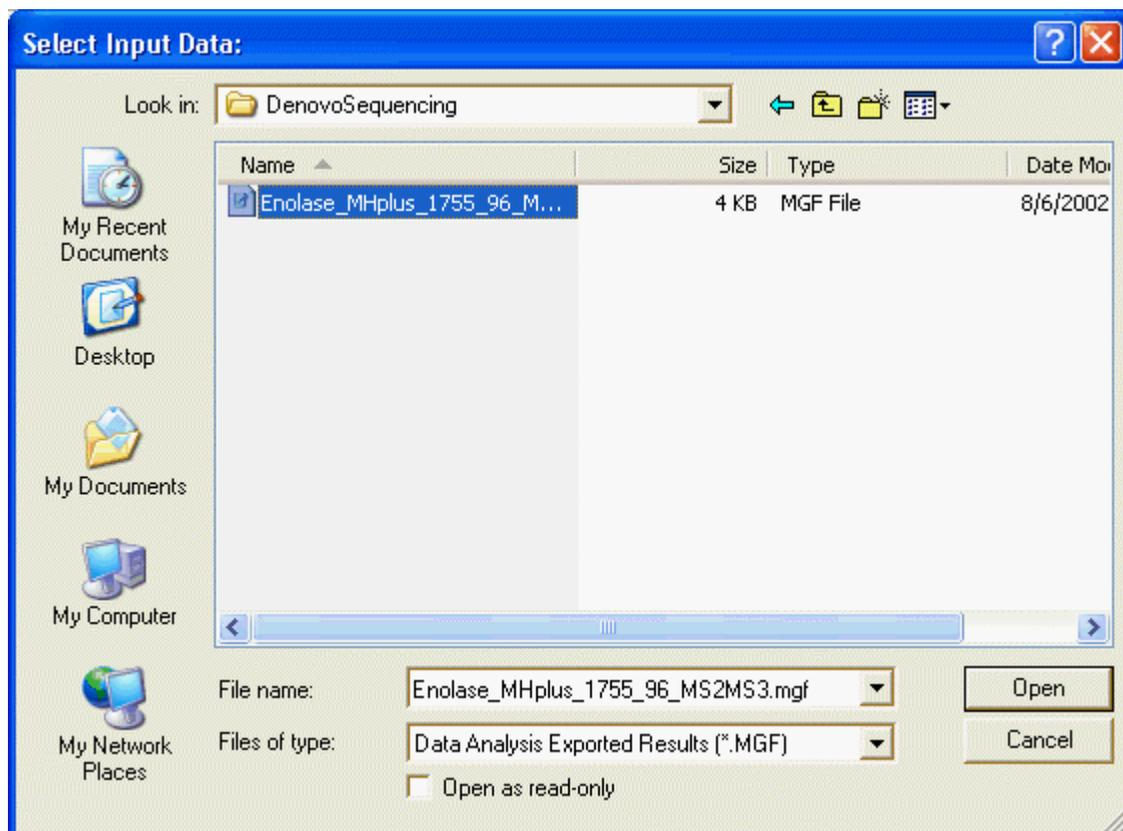 Select Input Data:
Look in: DenovoSequencing
Name Size Type Date Mo
Enolase_MHplus_1755_96_M... 4 KB MGF File 8/6/2002
My Recent
Documents
Desktop
My Documents
My Computer
My Network
Places
File name: Enolase_MHplus_1755_96_MS2MS3.mgf Open
Files of type: Data Analysis Exported Results (*.MGF) Cancel
Open as read-only